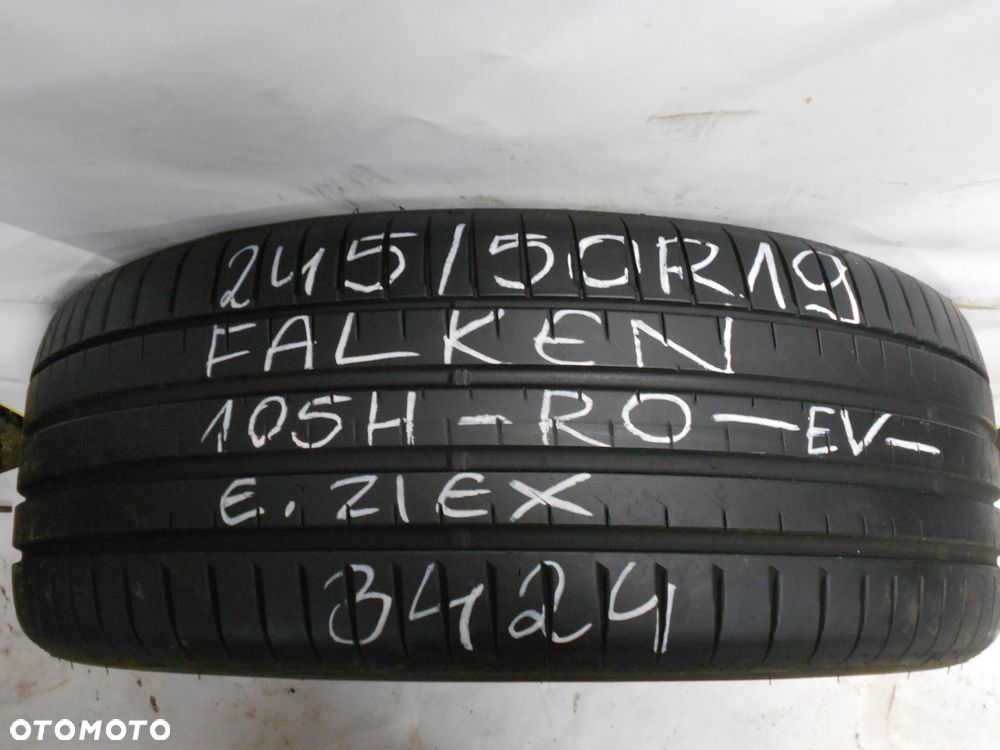 245/50R19
FALKEN
105H-RO-EV-
E.ZIEX
3424
OTOMOTO